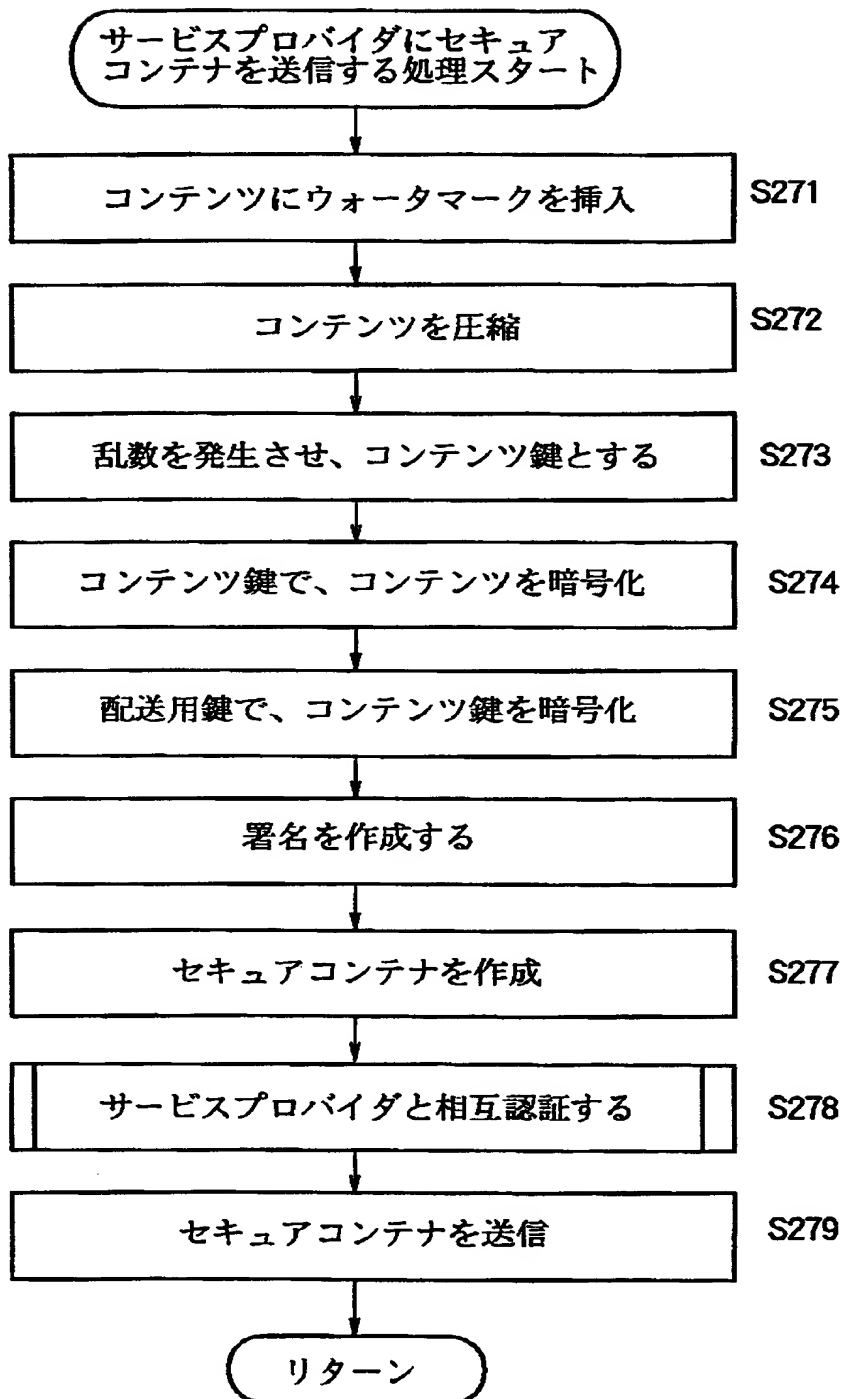 サービスプロバイダにセキュア
コンテナを送信する処理スタート
コンテンツにウォータマークを挿入
S271
コンテンツを圧縮
S272
乱数を発生させ、コンテンツ鍵とする
S273
コンテンツ鍵で、コンテンツを暗号化
S274
配送用鍵で、コンテンツ鍵を暗号化
S275
署名を作成する
S276
セキュアコンテナを作成
S277
サービスプロバイダと相互認証する
S278
セキュアコンテナを送信
S279
リターン